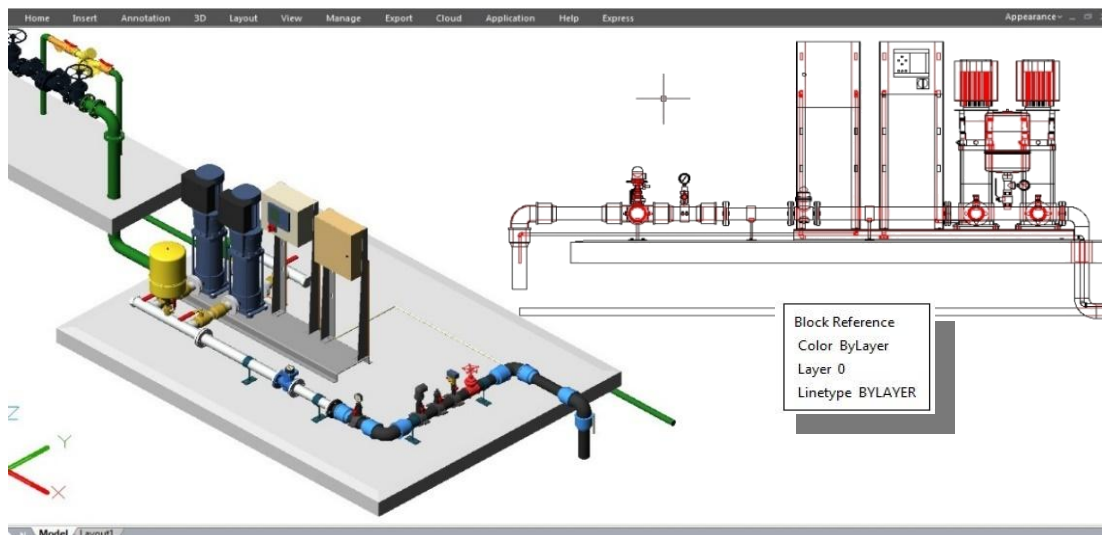 Home Insert Annotation 3D Layout View Manage Export Cloud Application Help Express Appearance
Block Reference
Color ByLayer
Layer 0
Linetype BYLAYER
Z
Y
X
Model Layout1